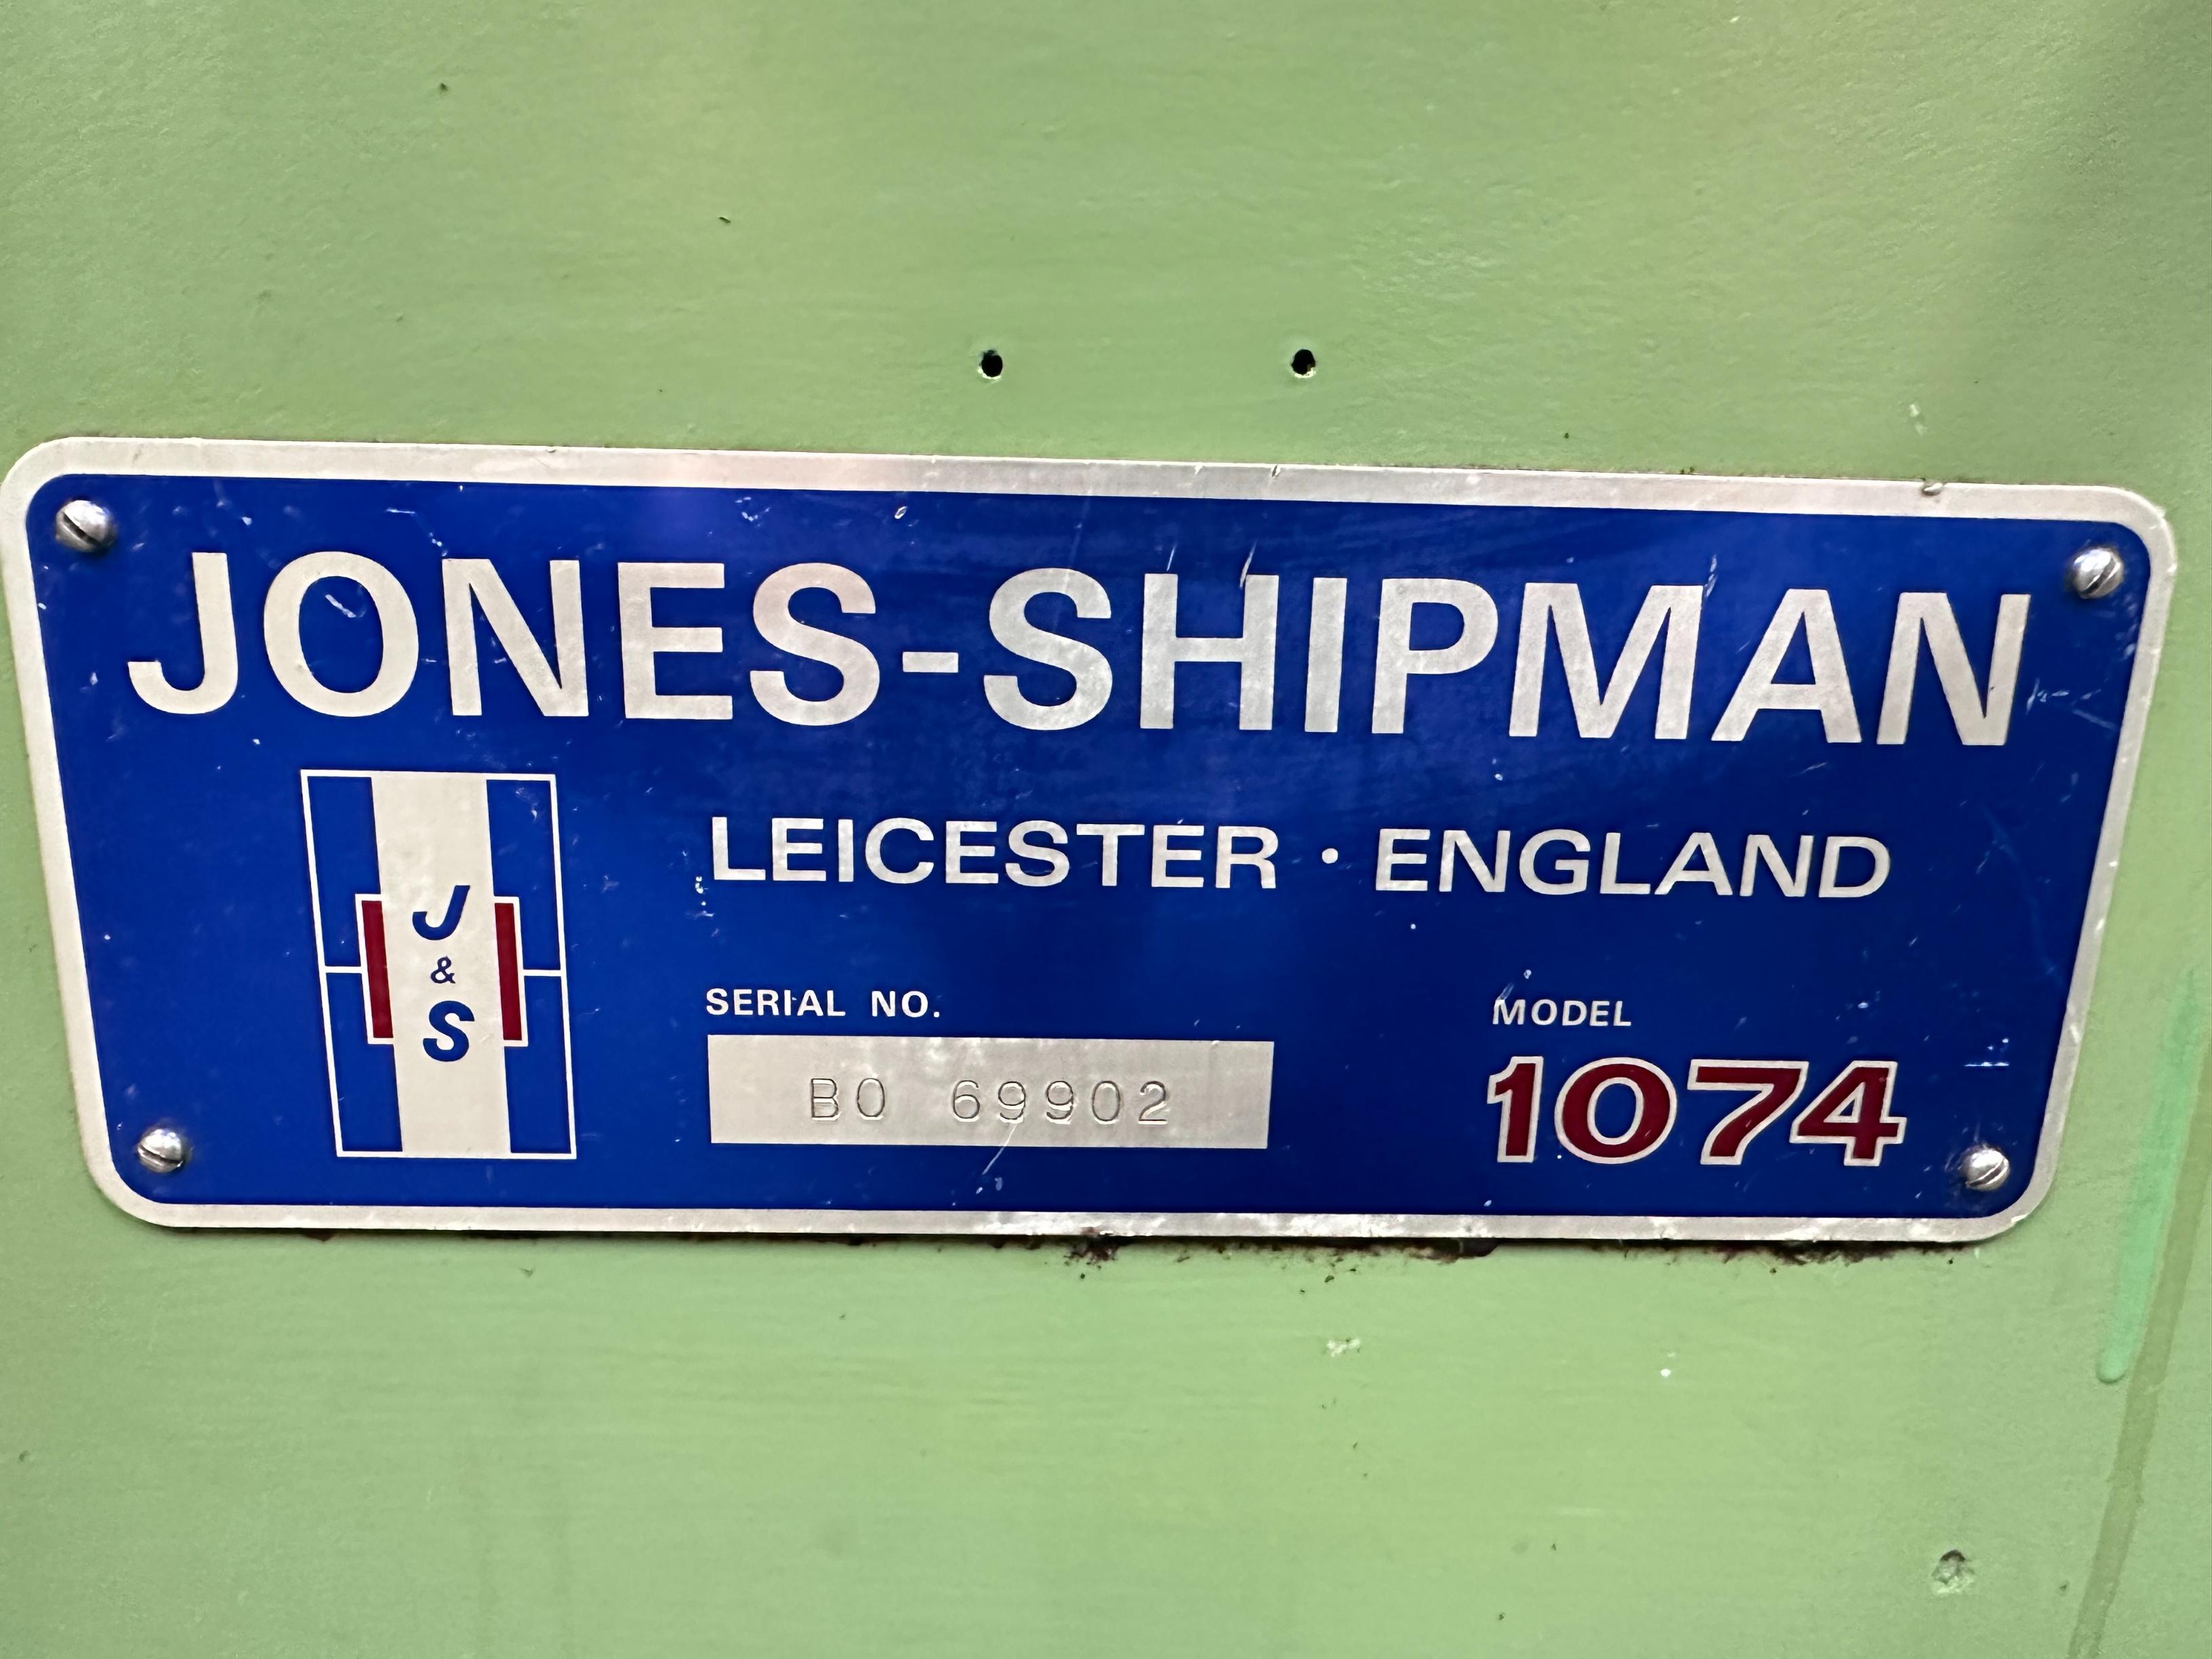 JONES-SHIPMAN
LEICESTER · ENGLAND
J
&
S
SERIAL NO.
BO 69902
MODEL
1074